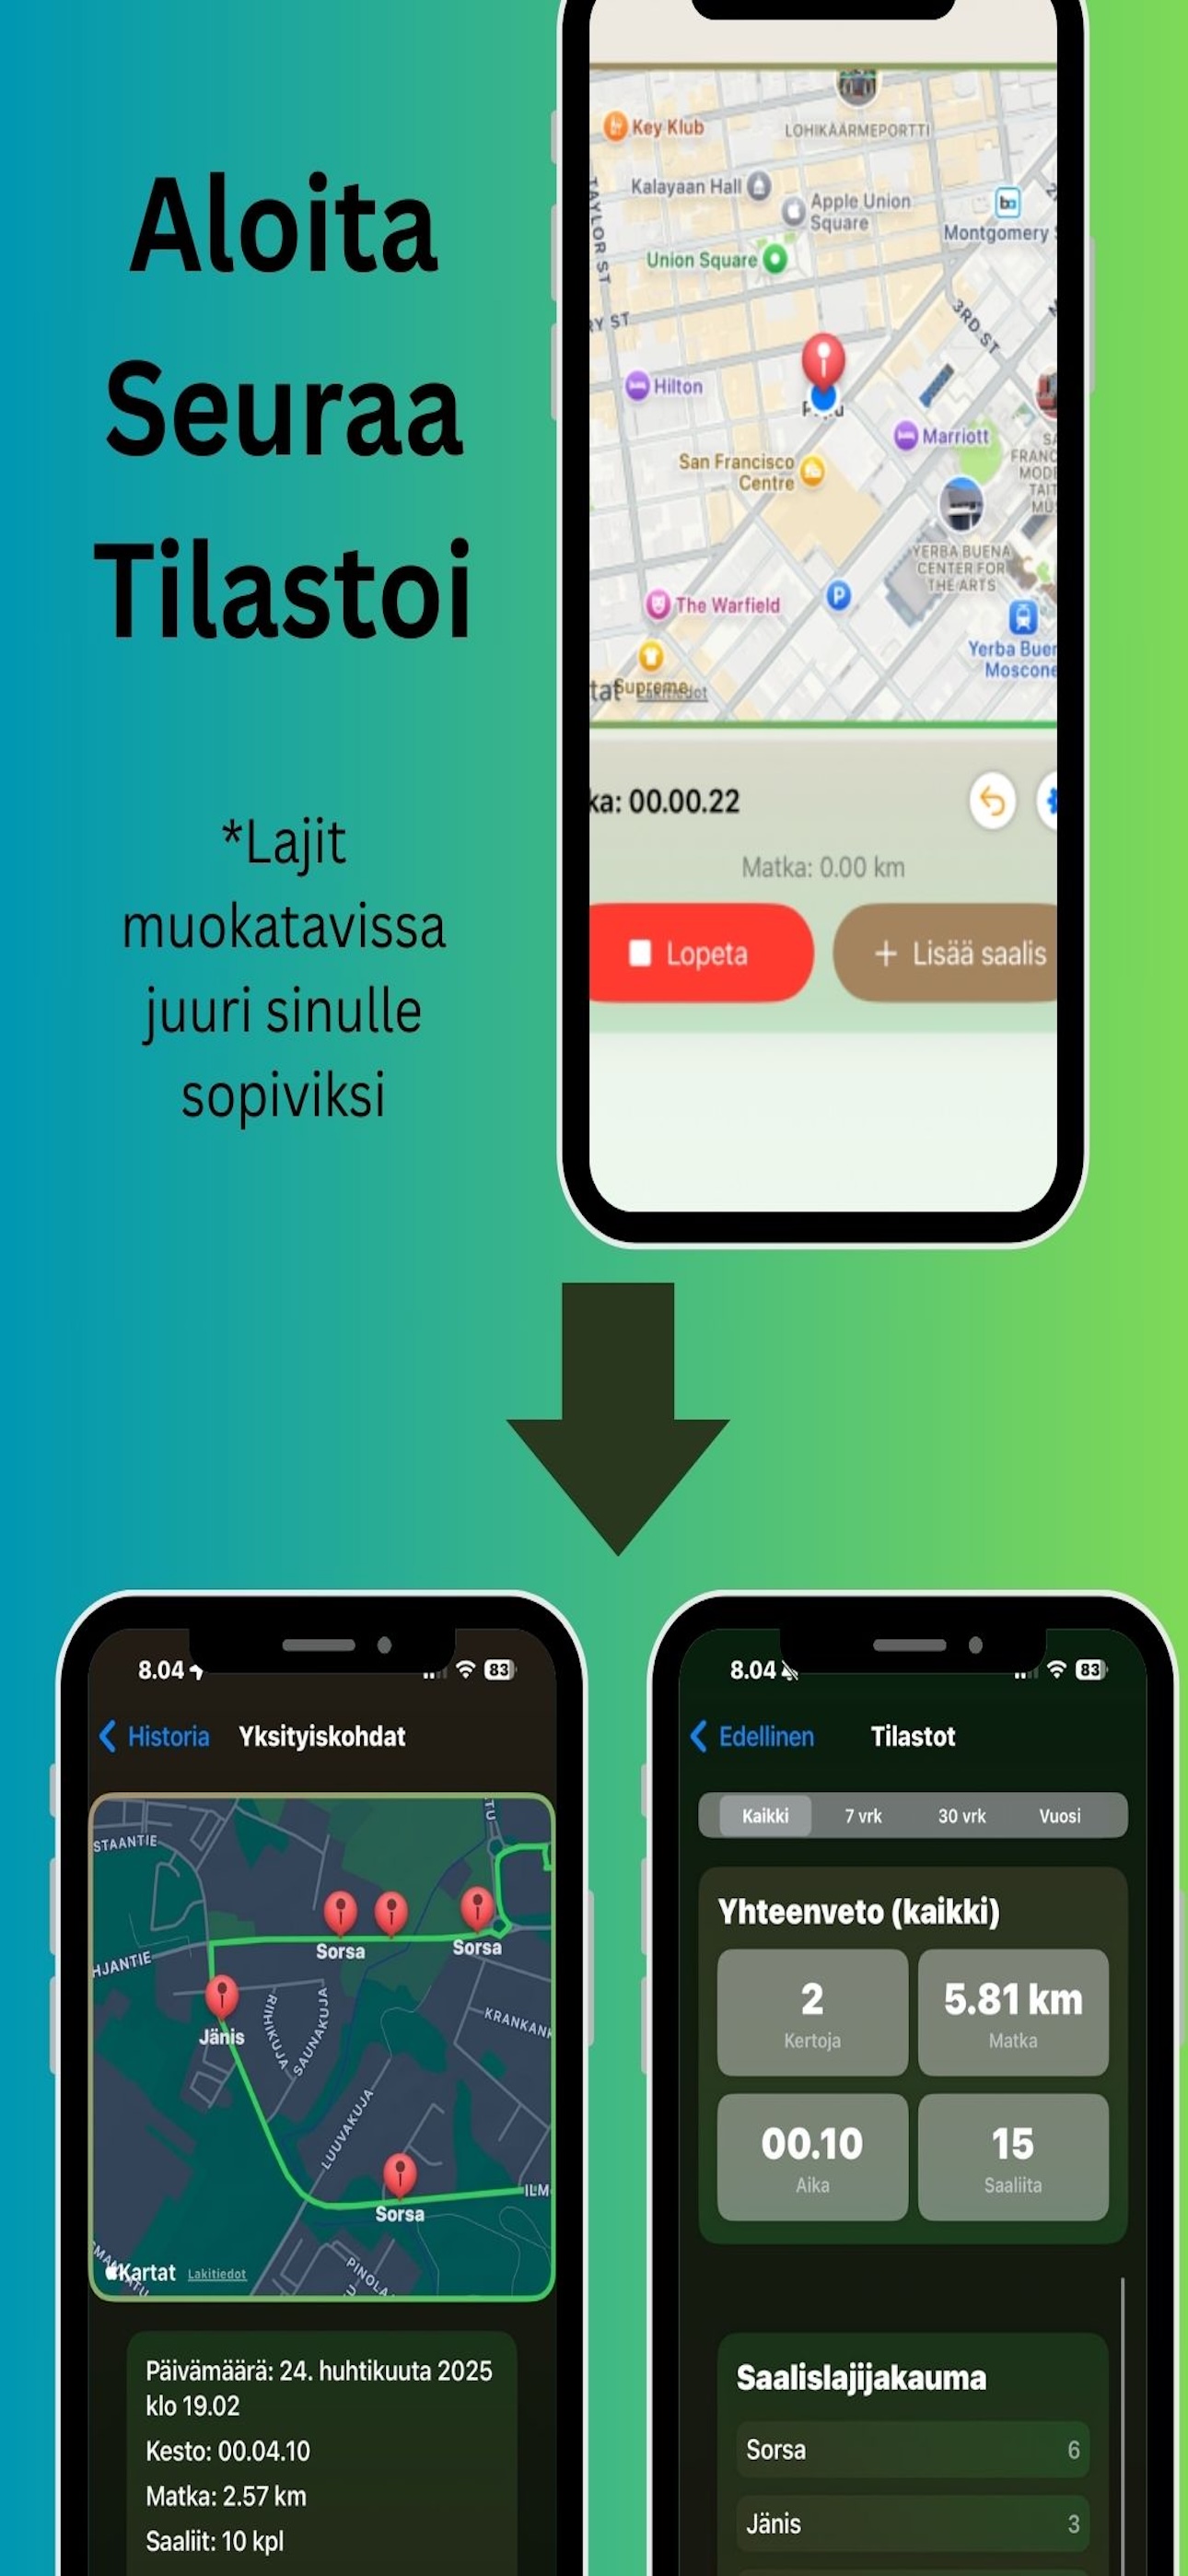 Aloita
Seuraa
Tilastoi
*Lajit
muokatavissa
juuri sinulle
sopiviksi
Key Klub
LOHIKÄÄRMEPORTTI
Kalayaan Hall
Apple Union
Square
Montgomery
TAYLOR ST
Union Square
RY ST
3RD ST
Hilton
Marriott
San Francisco
Centre
YERBA BUENA
CENTER FOR
THE ARTS
P
The Warfield
Yerba Buer
Moscone
Supreme
Lakitiedot
ka: 00.00.22
Matka: 0.00 km
Lopeta
+ Lisää saalis
8.04
83
Historia
Yksityiskohdat
STAANTIE
TU
Sorsa
Sorsa
HJANTIE
Jänis
RIIHIKUJA
SAUNAKUJA
KRANKAN
LUUVAKUJA
ILM
Sorsa
PINOLA
Kartat
Lakitiedot
Päivämäärä: 24. huhtikuuta 2025
klo 19.02
Kesto: 00.04.10
Matka: 2.57 km
Saaliit: 10 kpl
8.04
83
Edellinen
Tilastot
Kaikki
7 vrk
30 vrk
Vuosi
Yhteenveto (kaikki)
2
Kertoja
5.81 km
Matka
00.10
Aika
15
Saaliita
Saalislajijakauma
Sorsa 6
Jänis 3